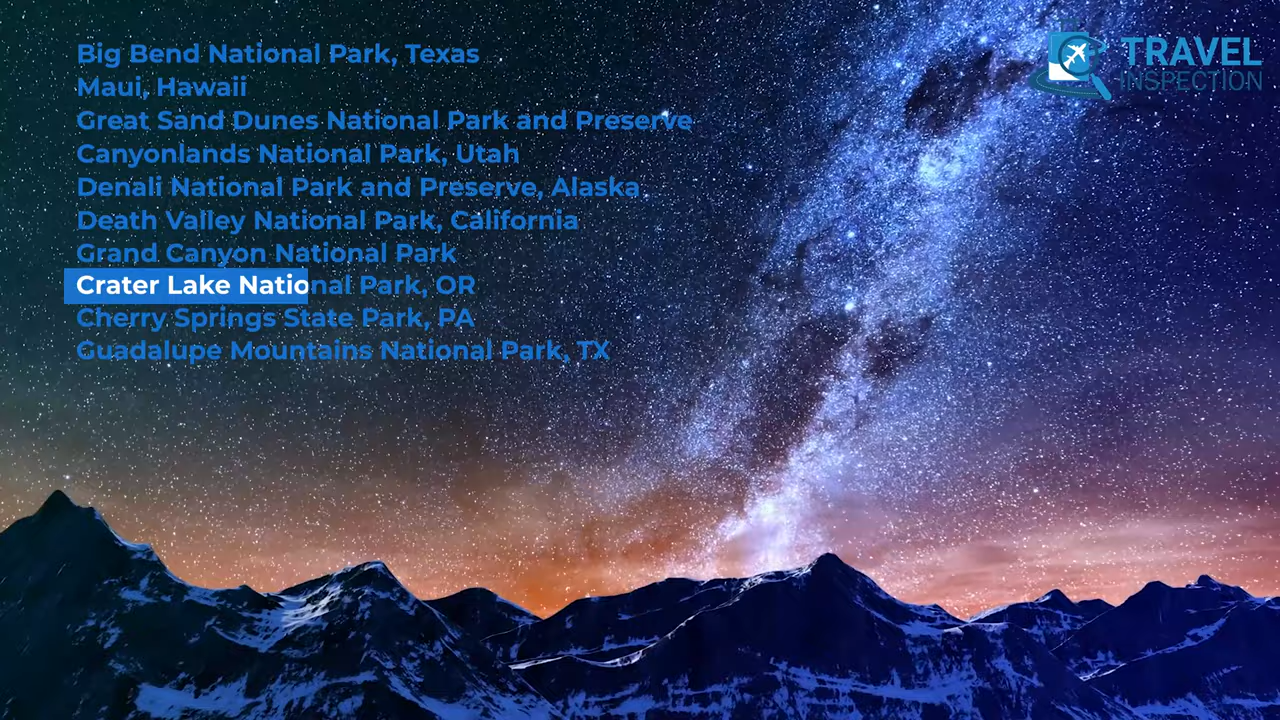 Big Bend National Park, Texas
Maui, Hawaii
Great Sand Dunes National Park and Preserve
Canyonlands National Park, Utah
Denali National Park and Preserve, Alaska
Death Valley National Park, California
Grand Canyon National Park
Crater Lake National Park, OR
Cherry Springs State Park, PA
Guadalupe Mountains National Park, TX
TRAVEL
INSPECTION